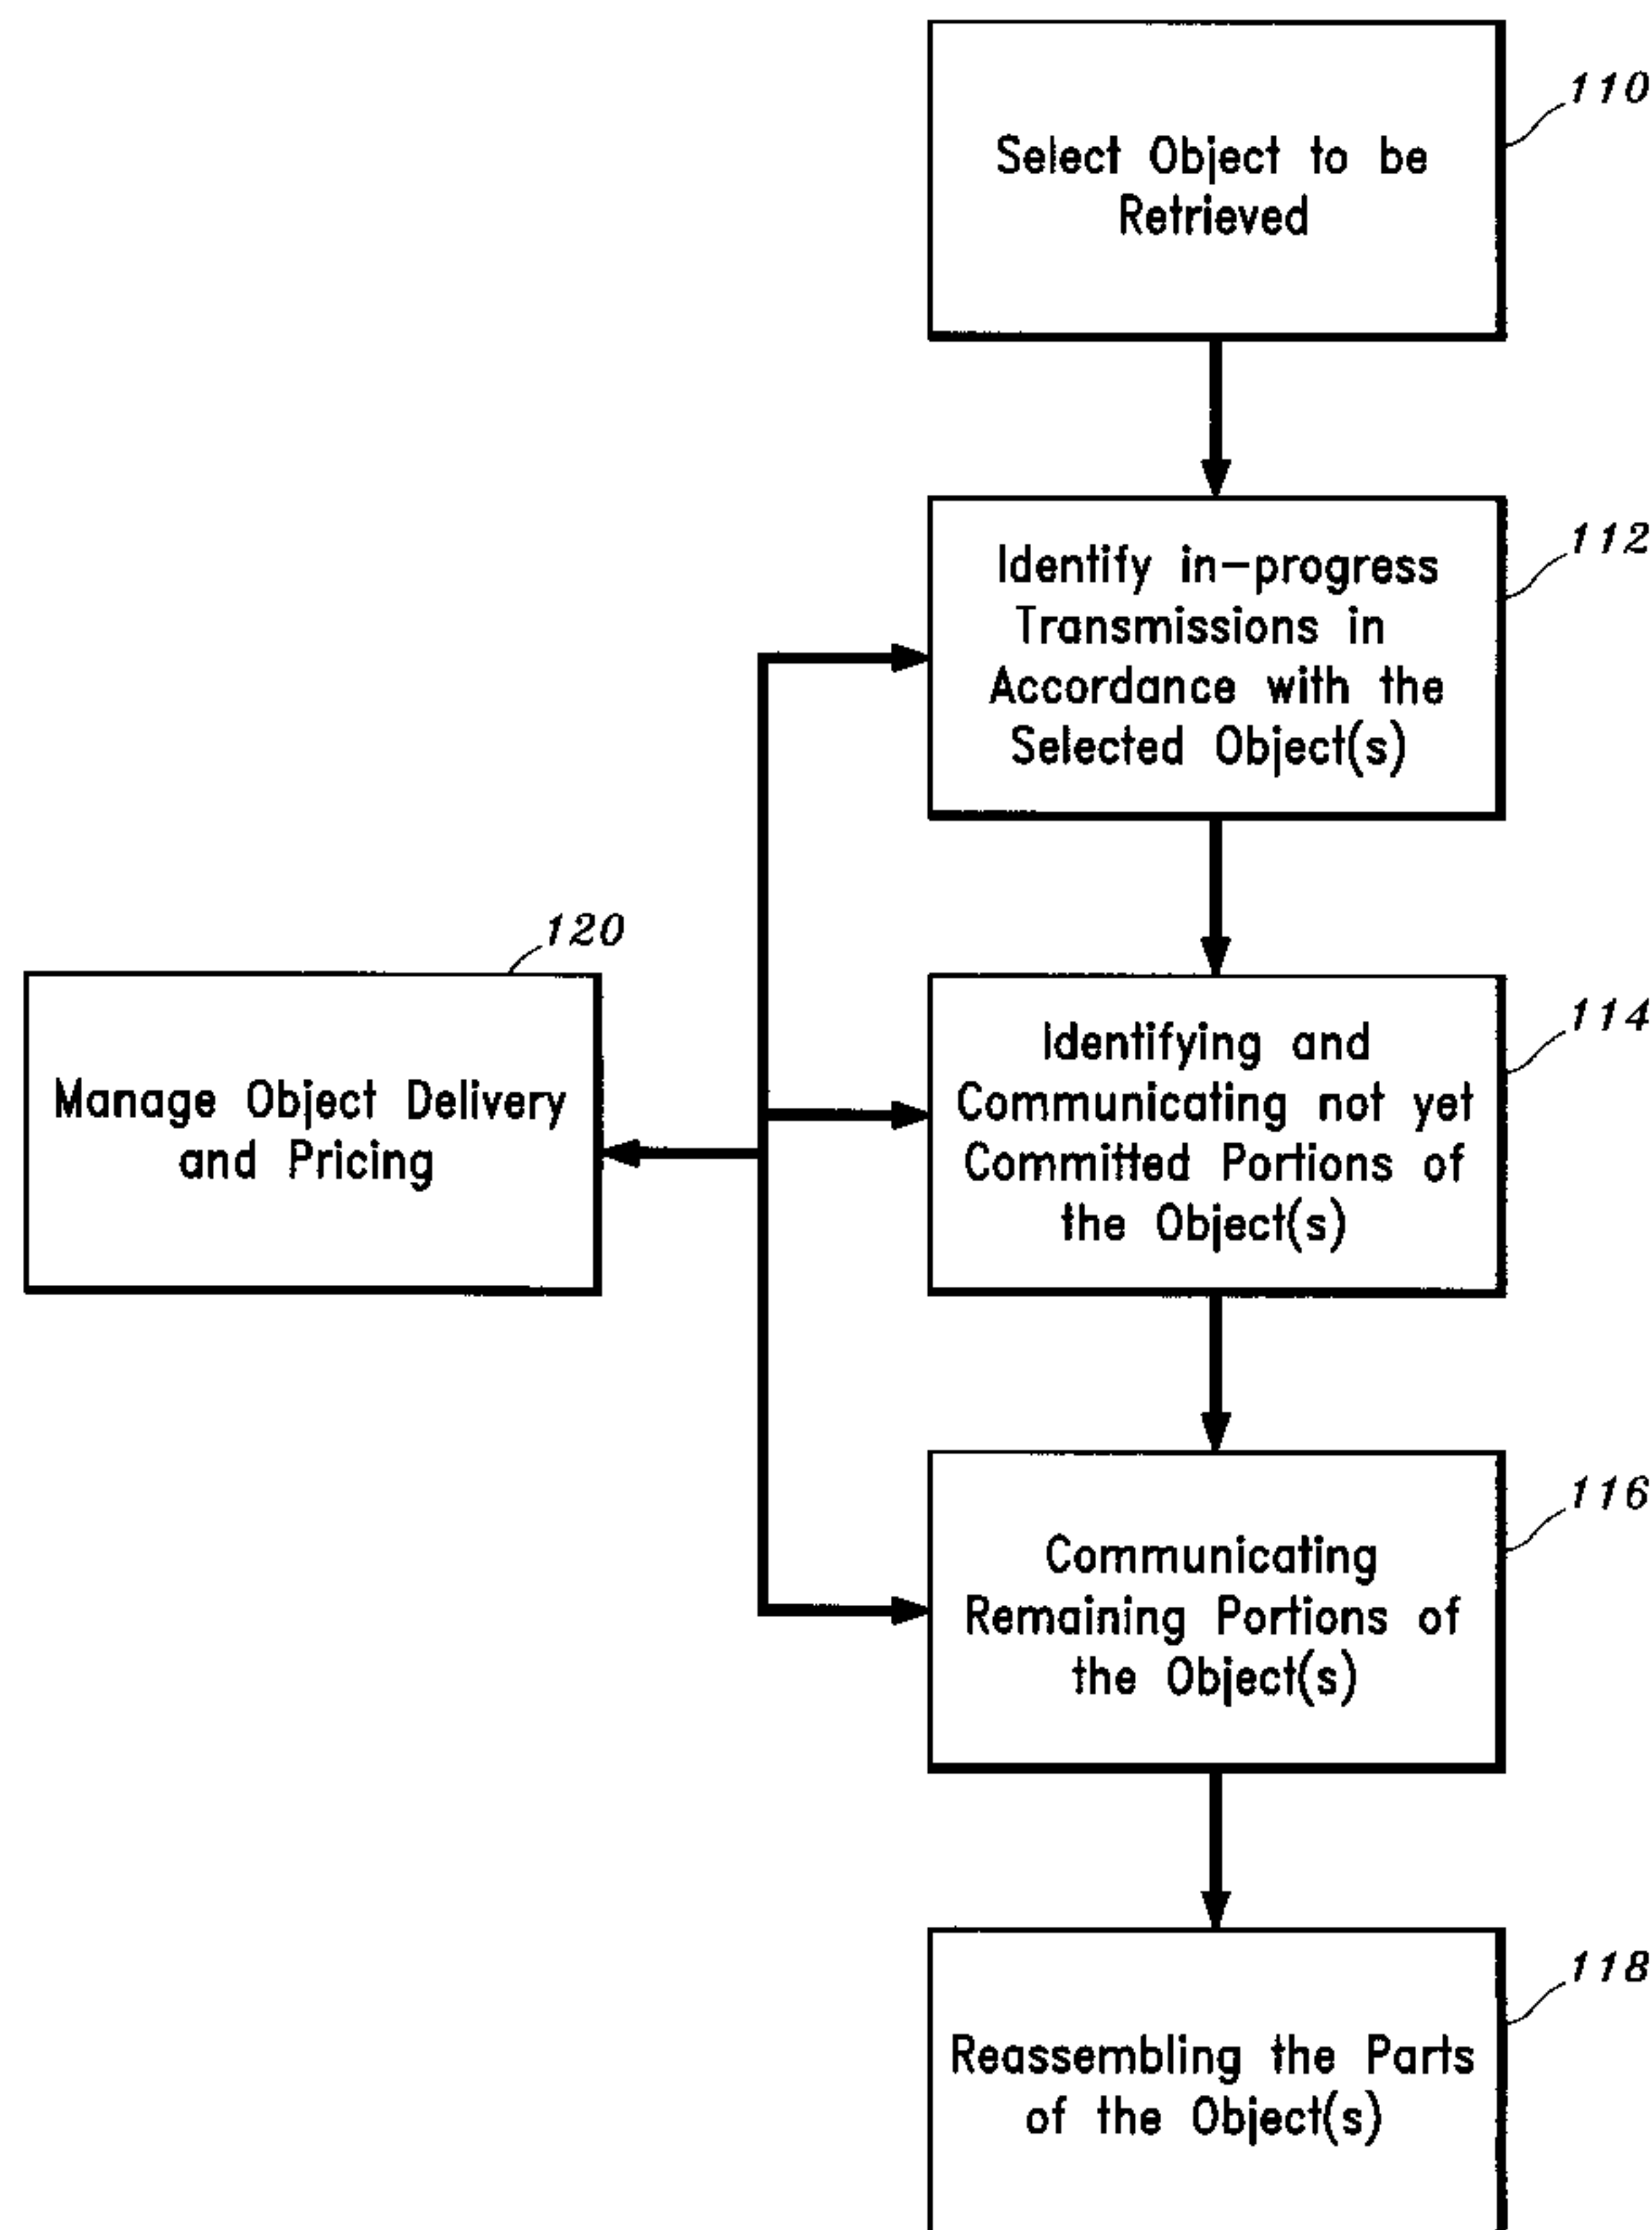 110
Select Object to be
Retrieved
112
Identify in-progress
Transmissions in
Accordance with the
Selected Object(s)
120
Manage Object Delivery
and Pricing
114
Identifying and
Communicating not yet
Committed Portions of
the Object(s)
116
Communicating
Remaining Portions of
the Object(s)
118
Reassembling the Parts
of the Object(s)